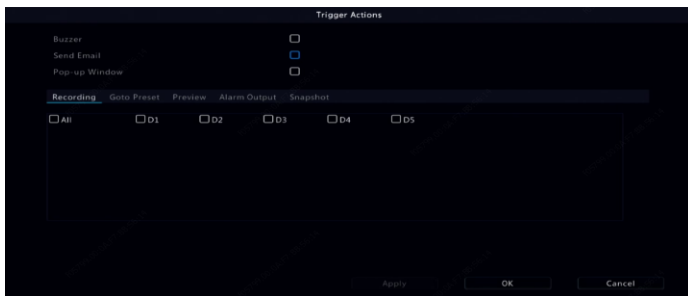 Trigger Actions
Buzzer
Send Email
Pop-up Window
Recording Goto Preset Preview Alarm Output Snapshot
All D1 D2 D3 D4 D5
Apply OK Cancel